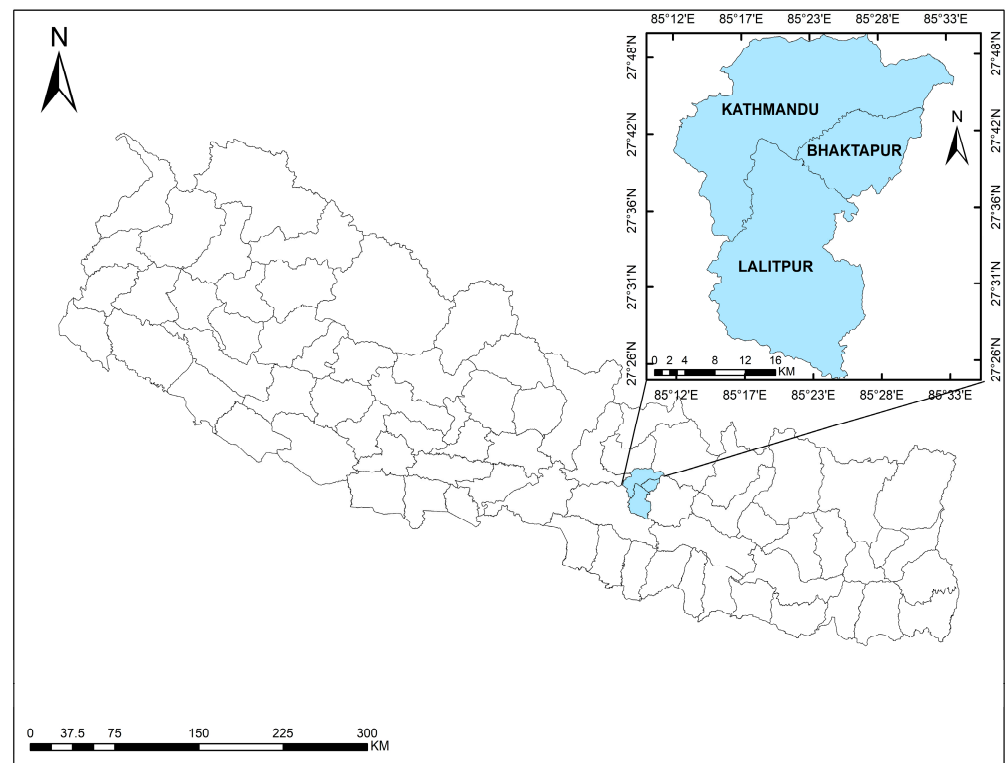 N
85°12'E 85°17'E 85°23'E 85°28'E 85°33'E
27°48'N
27°48'N
KATHMANDU
N
27°42'N
27°42'N
BHAKTAPUR
27°36'N
27°36'N
LALITPUR
27°31'N
27°31'N
27°26'N
27°26'N
0 2 4 8 12 16
KM
85°12'E 85°17'E 85°23'E 85°28'E 85°33'E
0 37.5 75 150 225 300
KM